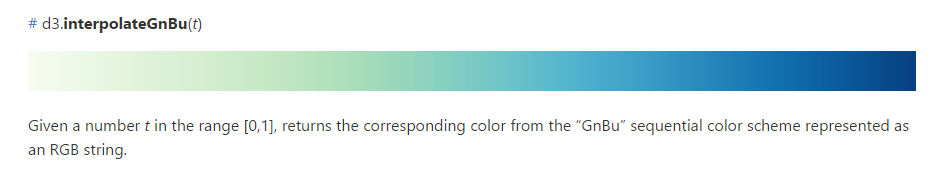 # d3.interpolateGnBu(t)
Given a number t in the range [0,1], returns the corresponding color from the “GnBu” sequential color scheme represented as
an RGB string.